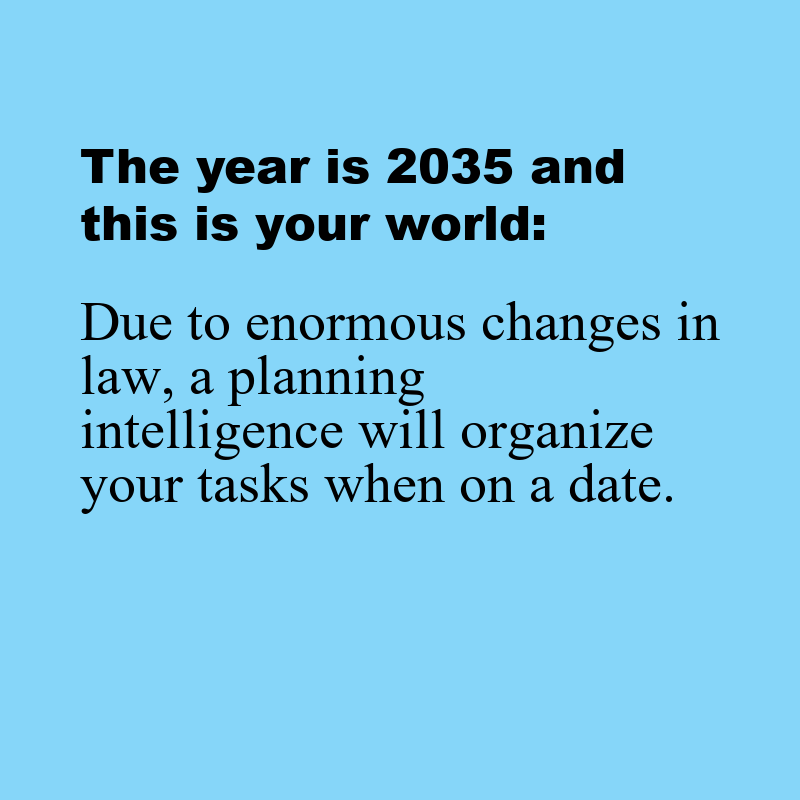 The year is 2035 and
this is your world:
Due to enormous changes in
law, a planning
intelligence will organize
your tasks when on a date.